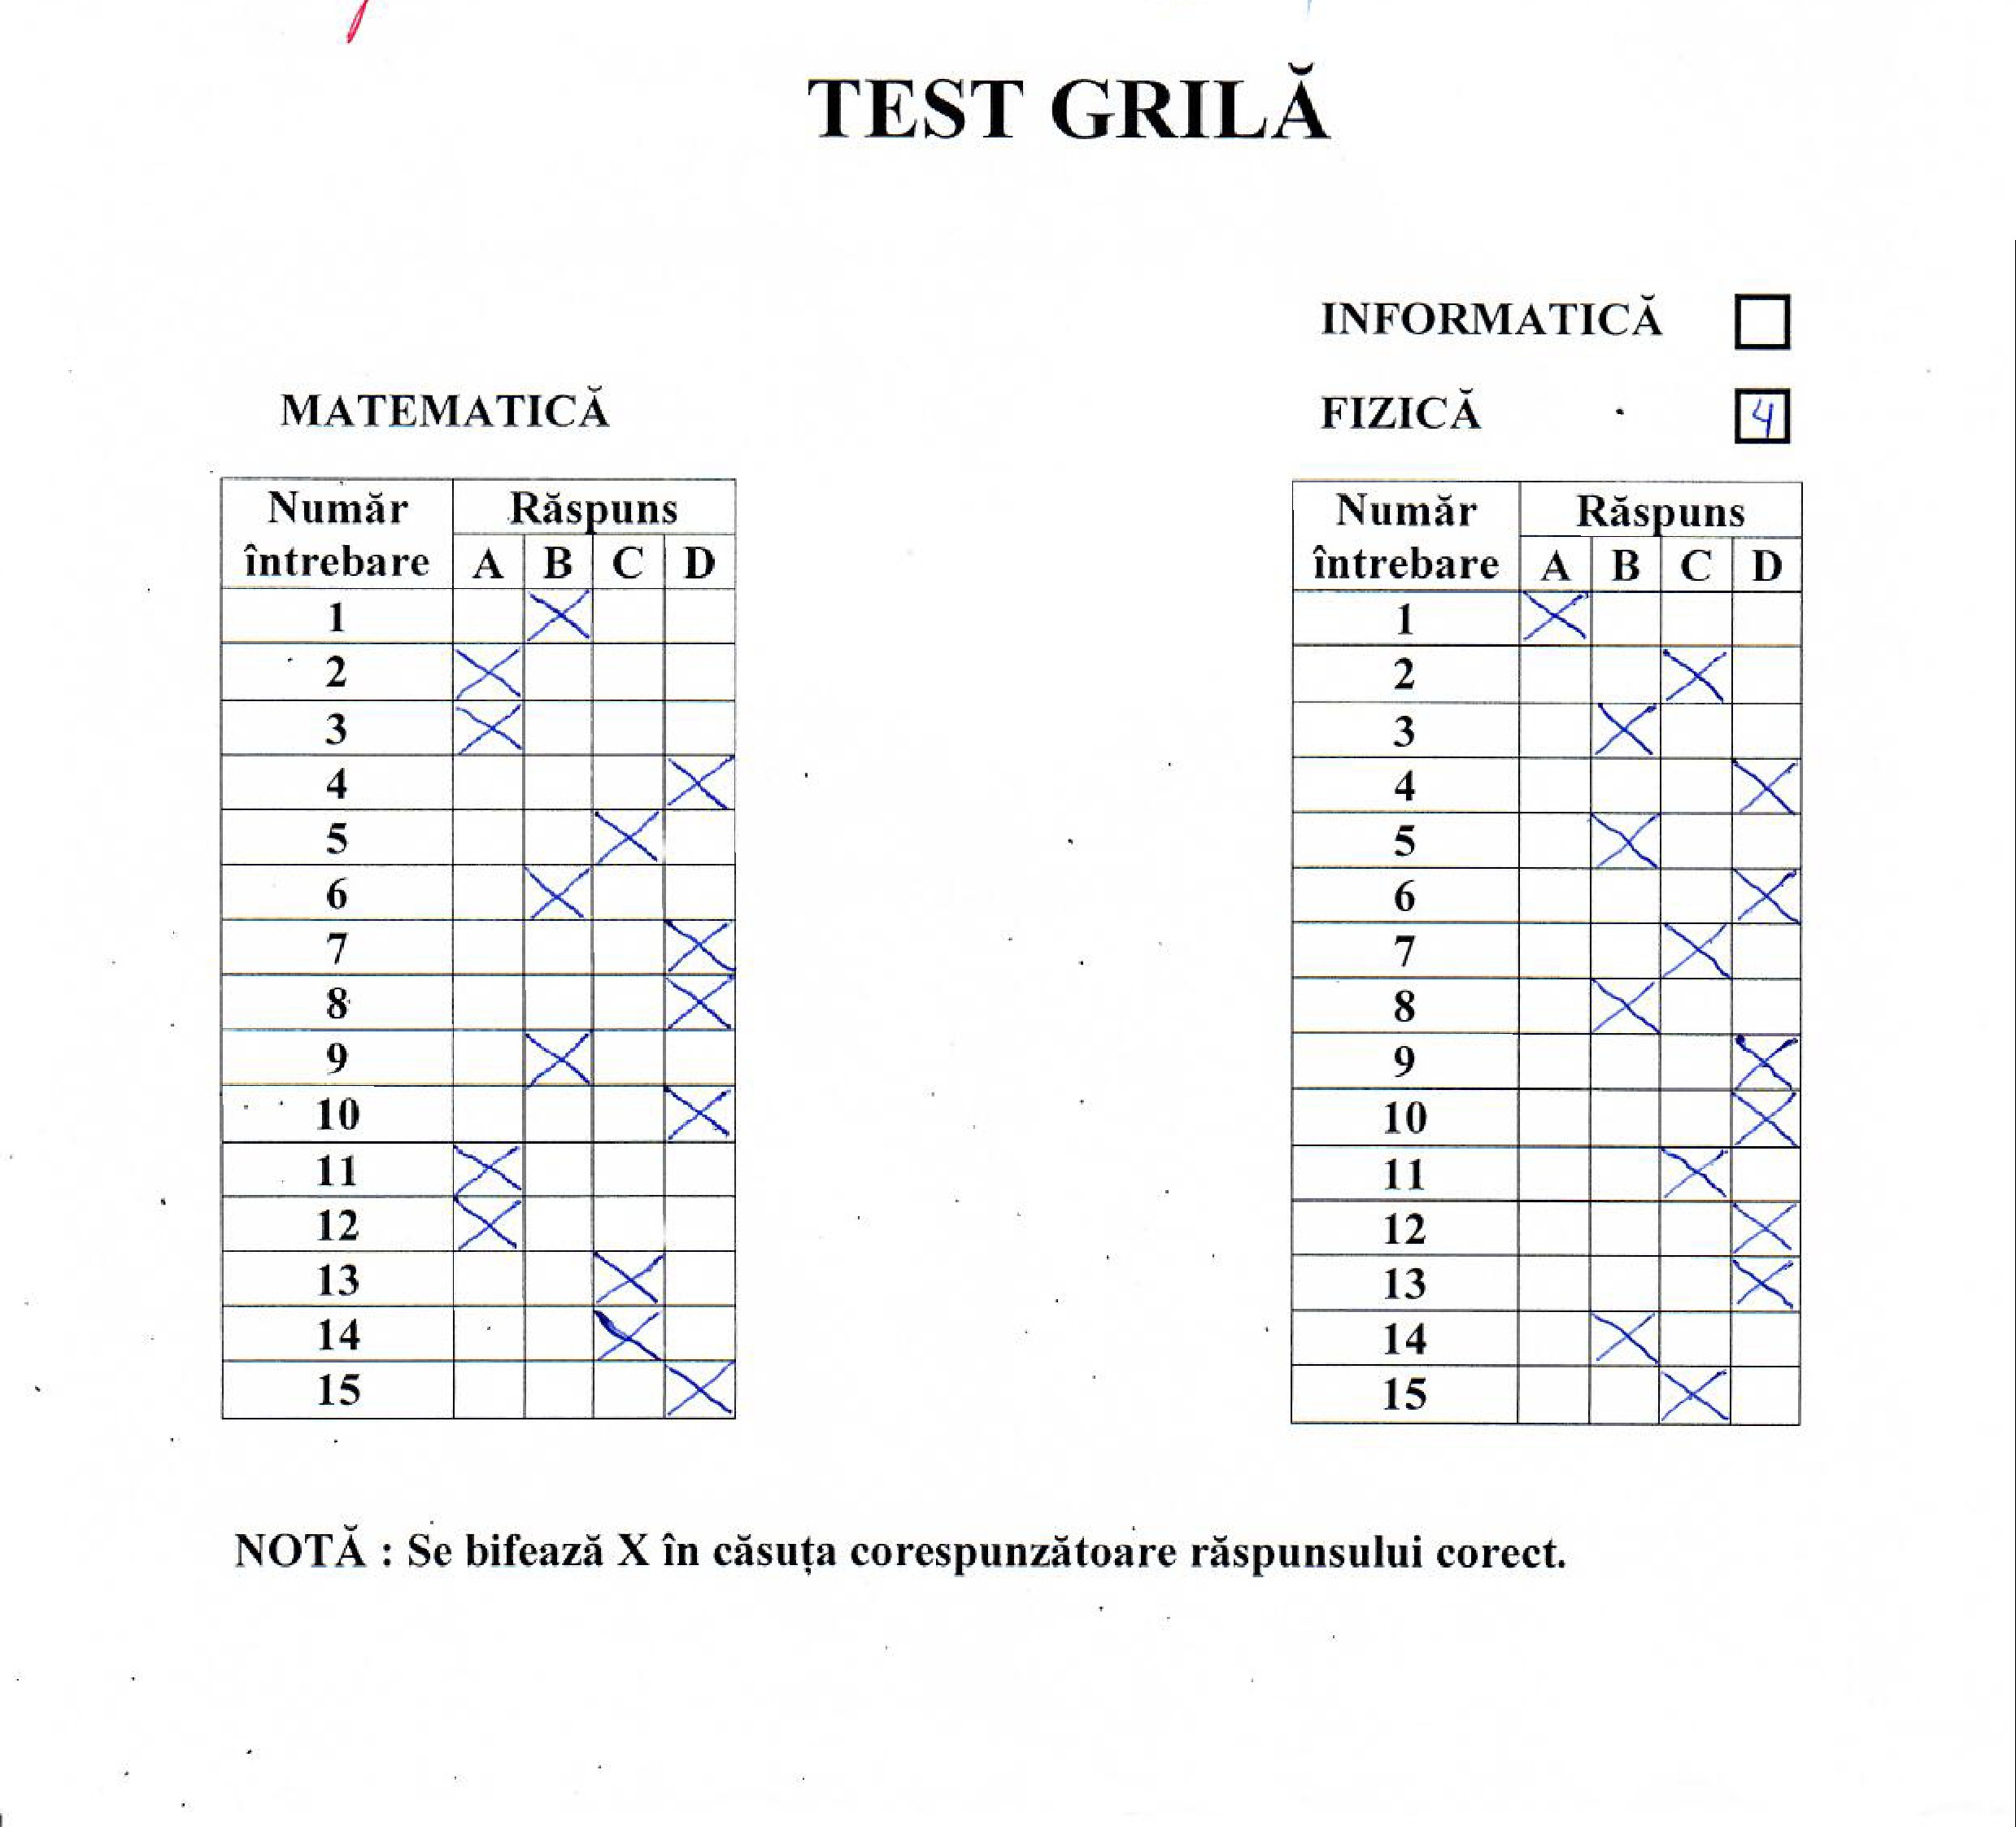 TEST GRILĂ
INFORMATICĂ
MATEMATICĂ
FIZICĂ 4
Număr întrebare Răspuns
A B C D
1 X
2 X
3 X
4 X
5 X
6 X
7 X
8 X
9 X
10 X
11 X
12 X
13 X
14 X
15 X
Număr întrebare Răspuns
A B C D
1 X
2 X
3 X
4 X
5 X
6 X
7 X
8 X
9 X
10 X
11 X
12 X
13 X
14 X
15 X
NOTĂ : Se bifează X în căsuța corespunzătoare răspunsului corect.